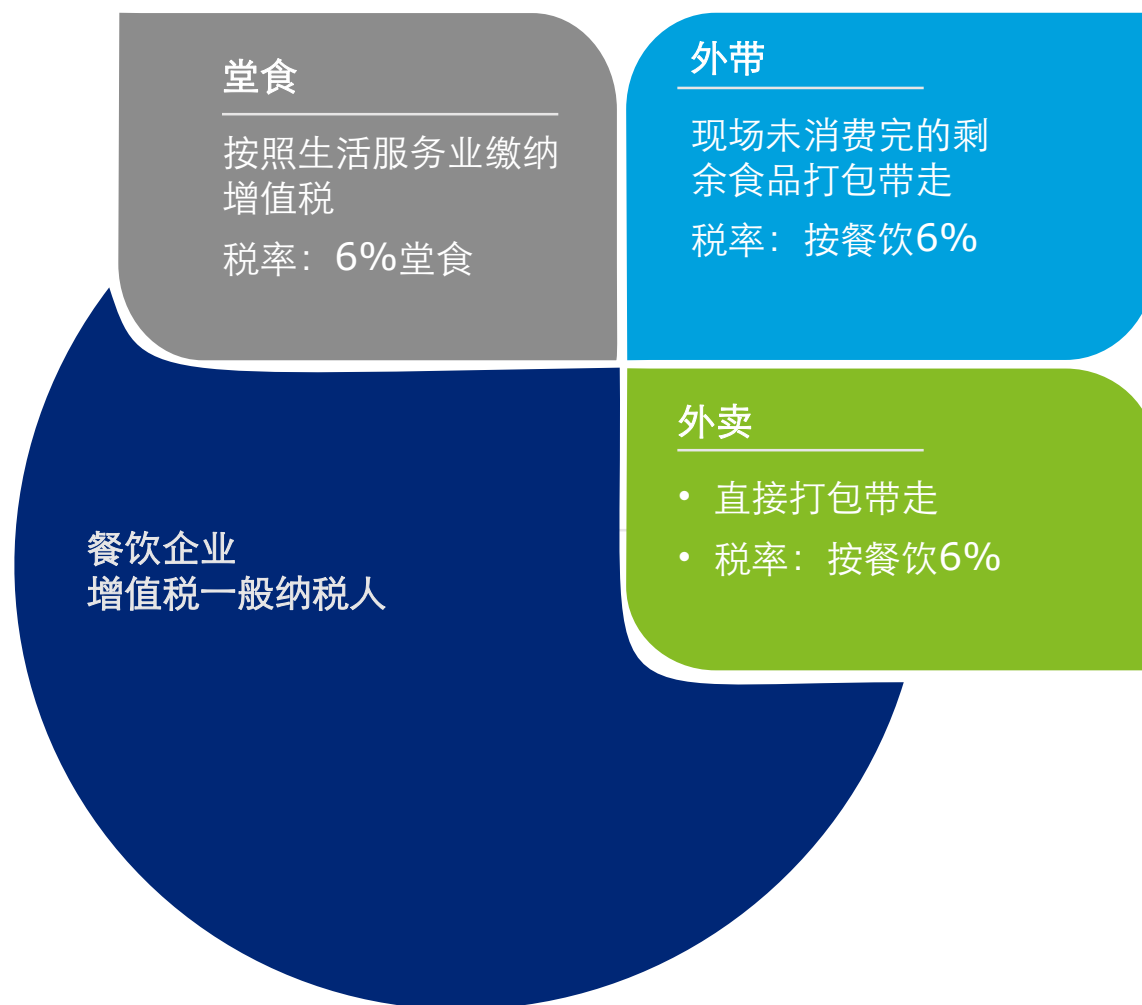 堂食
按照生活服务业缴纳
增值税
税率：6%堂食
外带
现场未消费完的剩
余食品打包带走
税率：按餐饮6%
外卖
• 直接打包带走
• 税率：按餐饮6%
餐饮企业
增值税一般纳税人